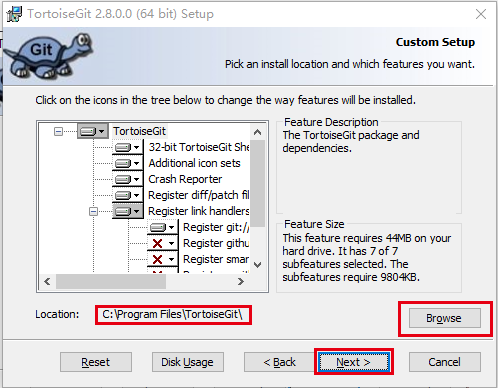 TortoiseGit 2.8.0.0 (64 bit) Setup
Git
Custom Setup
Pick an install location and which features you want.
Click on the icons in the tree below to change the way features will be installed.
TortoiseGit
32-bit TortoiseGit She
Additional icon sets
Crash Reporter
Register diff/patch fil
Register link handlers
Register git://
Register githu
Register smar
Feature Description
The TortoiseGit package and
dependencies.
Feature Size
This feature requires 44MB on your
hard drive. It has 7 of 7
subfeatures selected. The
subfeatures require 9804KB.
Location:
C:\Program Files\TortoiseGit\
Browse
Reset
Disk Usage
< Back
Next >
Cancel